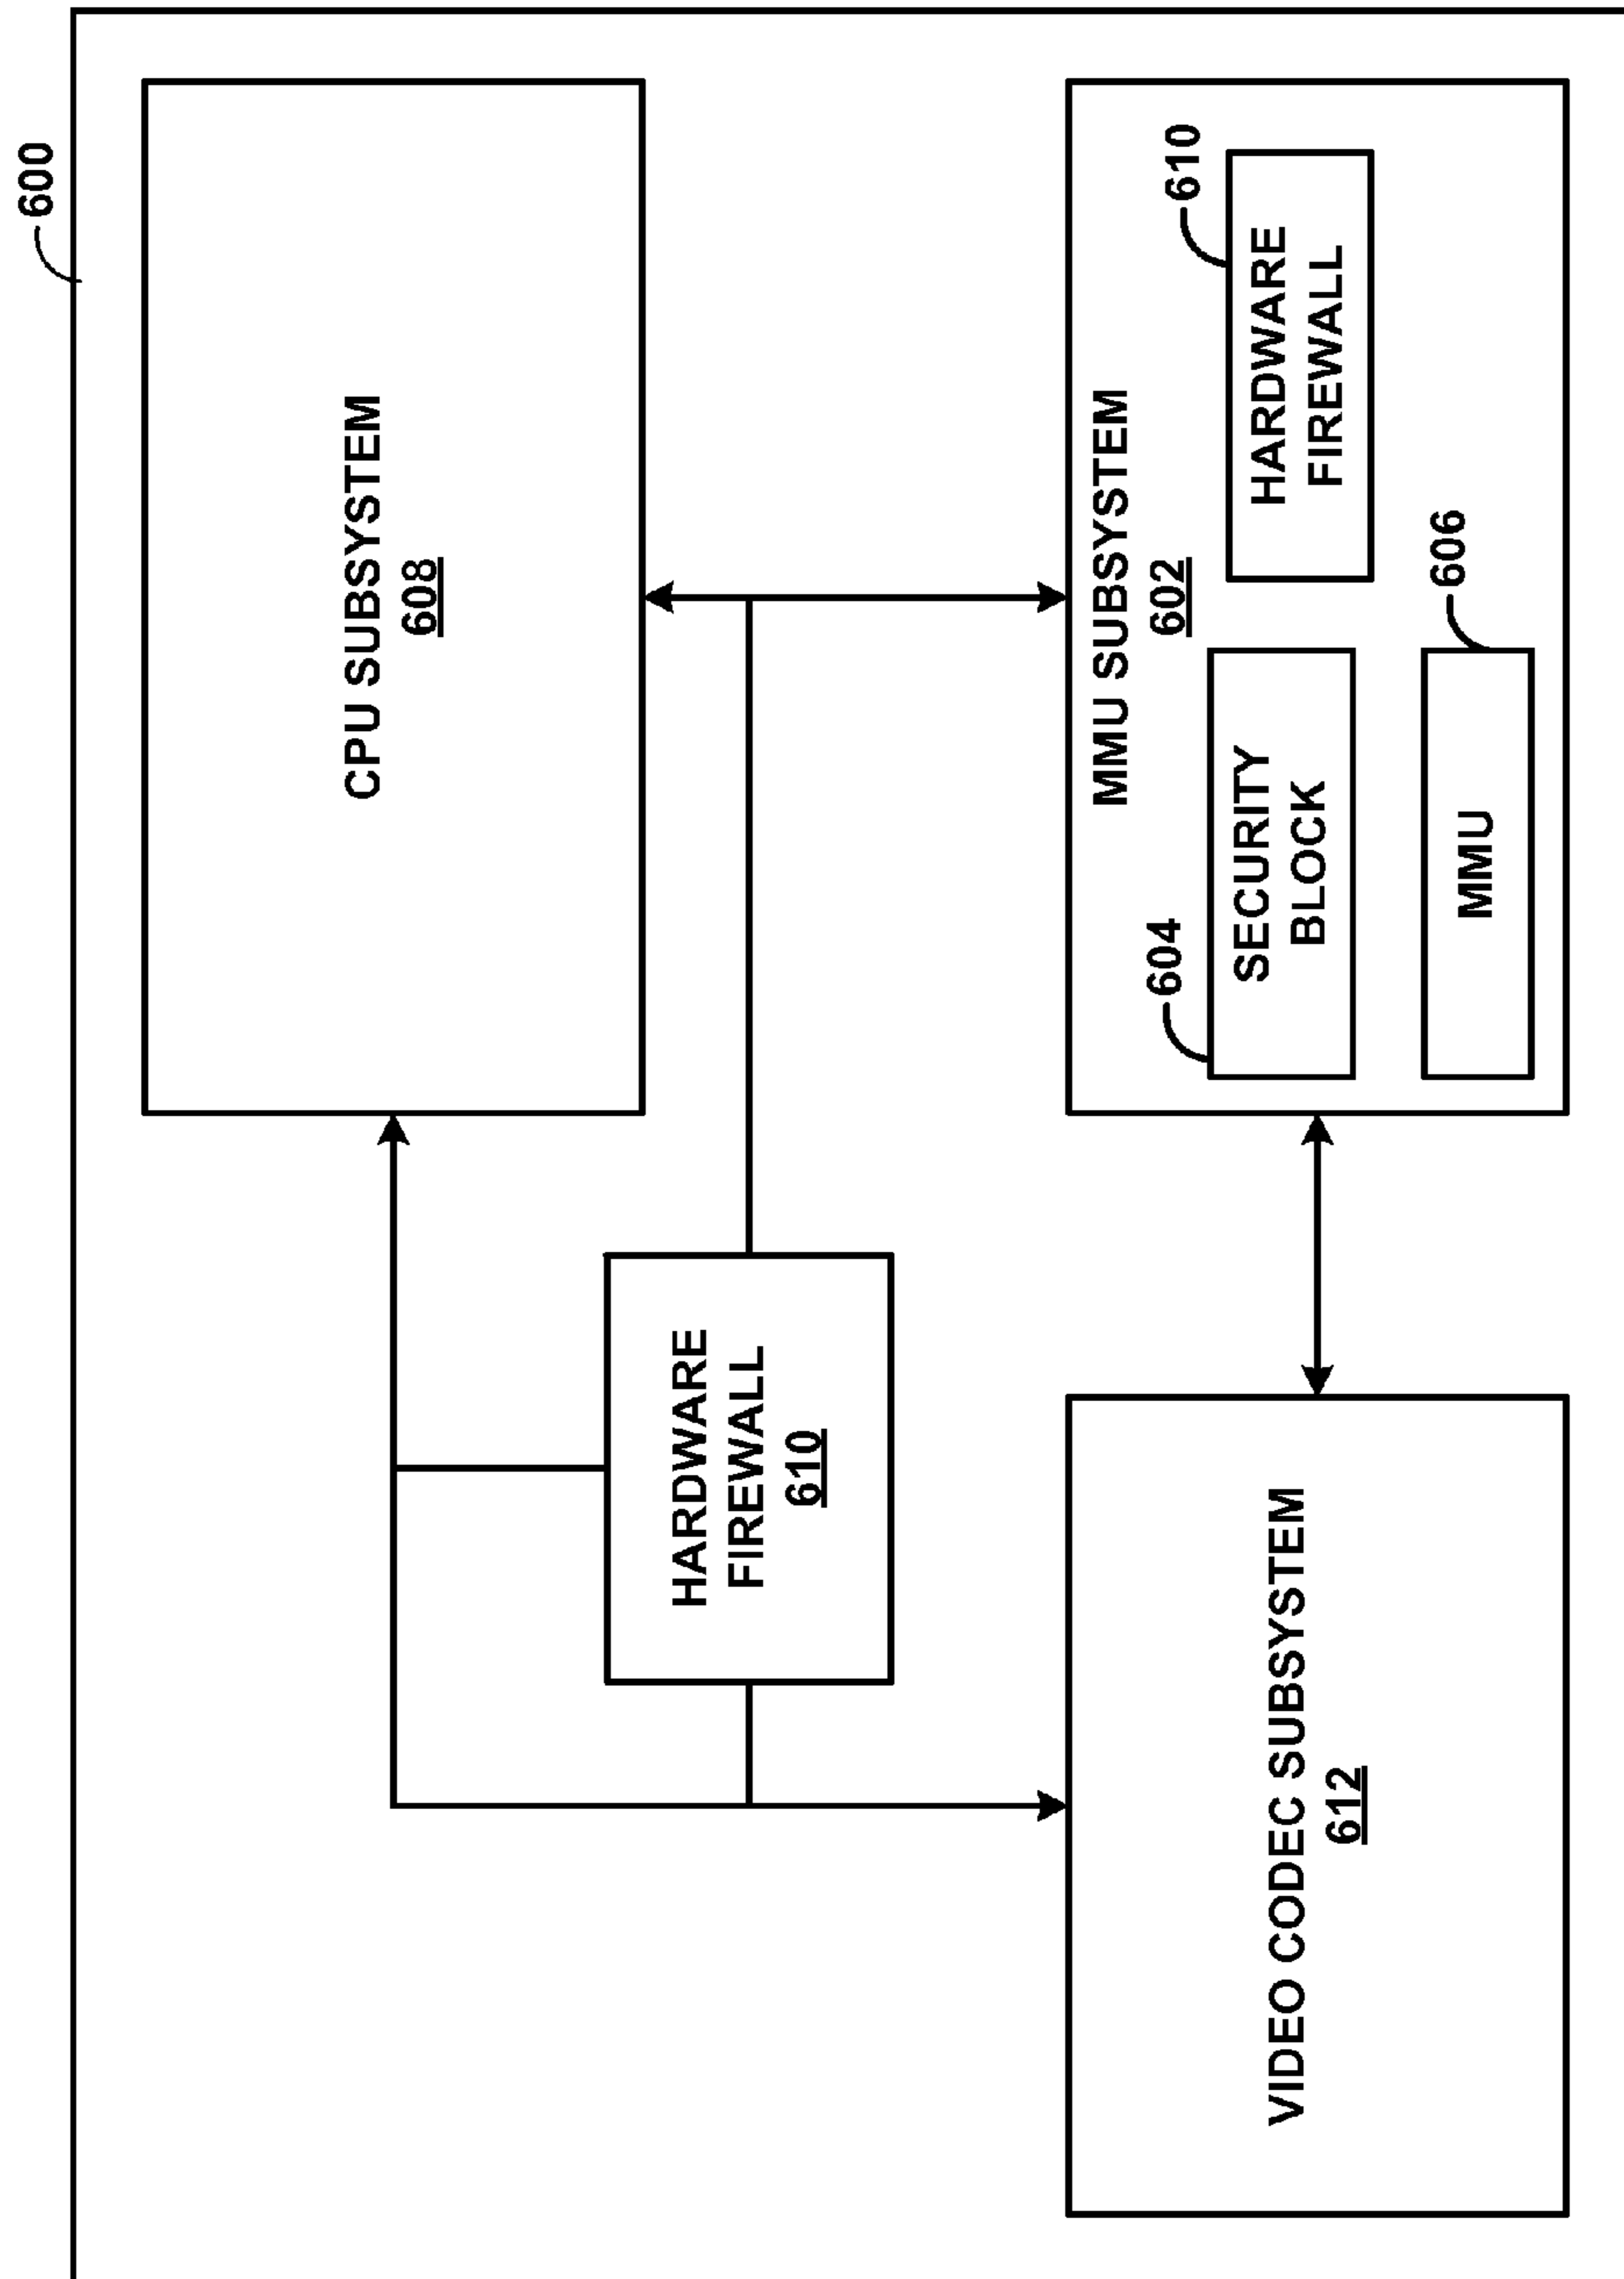 600
CPU SUBSYSTEM
608
HARDWARE
FIREWALL
610
VIDEO CODEC SUBSYSTEM
612
MMU SUBSYSTEM
602
604
SECURITY
BLOCK
610
HARDWARE
FIREWALL
606
MMU